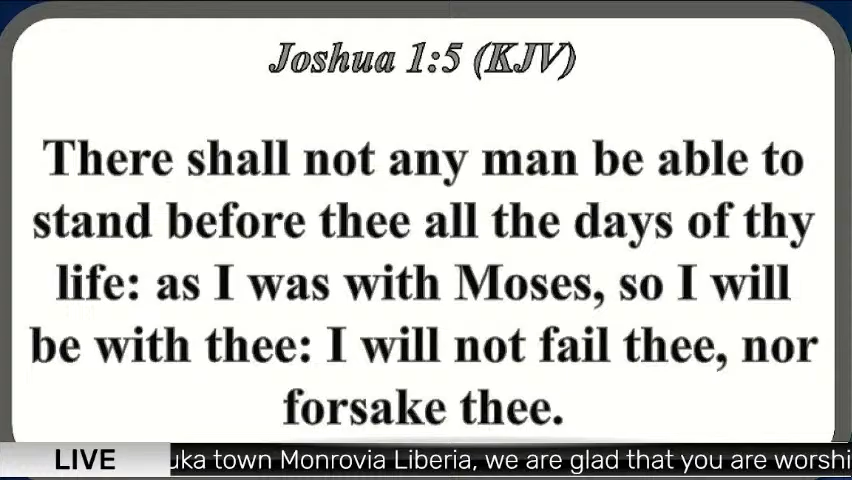 Joshua 1:5 (KJV)
There shall not any man be able to
stand before thee all the days of thy
life: as I was with Moses, so I will
be with thee: I will not fail thee, nor
forsake thee.
LIVE
town Monrovia Liberia, we are glad that you are